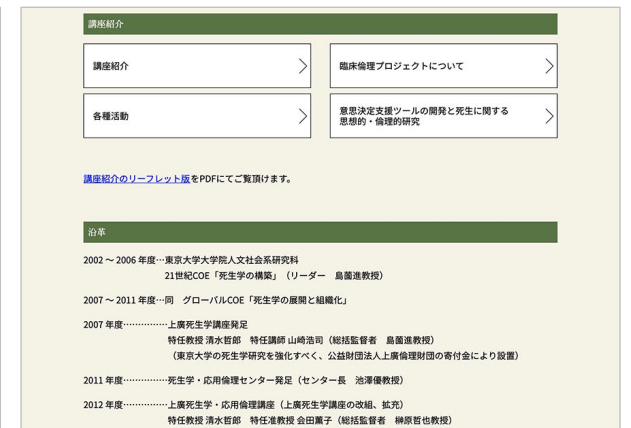 講座紹介
講座紹介
臨床倫理プロジェクトについて
各種活動
意思決定支援ツールの開発と死生に関する
思想的・倫理的研究
講座紹介のリーフレット版をPDFにてご覧頂けます。
沿革
2002 ～ 2006 年度…東京大学大学院人文社会系研究科
21世紀COE「死生学の構築」（リーダー　島薗進教授）
2007 ～ 2011 年度…同　グローバルCOE「死生学の展開と組織化」
2007 年度……………上廣死生学講座発足
特任教授 清水哲郎　特任講師 山崎浩司（総括監督者　島薗進教授）
（東京大学の死生学研究を強化すべく、公益財団法人上廣倫理財団の寄付金により設置）
2011 年度……………死生学・応用倫理センター発足（センター長　池澤優教授）
2012 年度……………上廣死生学・応用倫理講座（上廣死生学講座の改組、拡充）
特任教授 清水哲郎　特任准教授 会田薫子（総括監督者　榊原哲也教授）